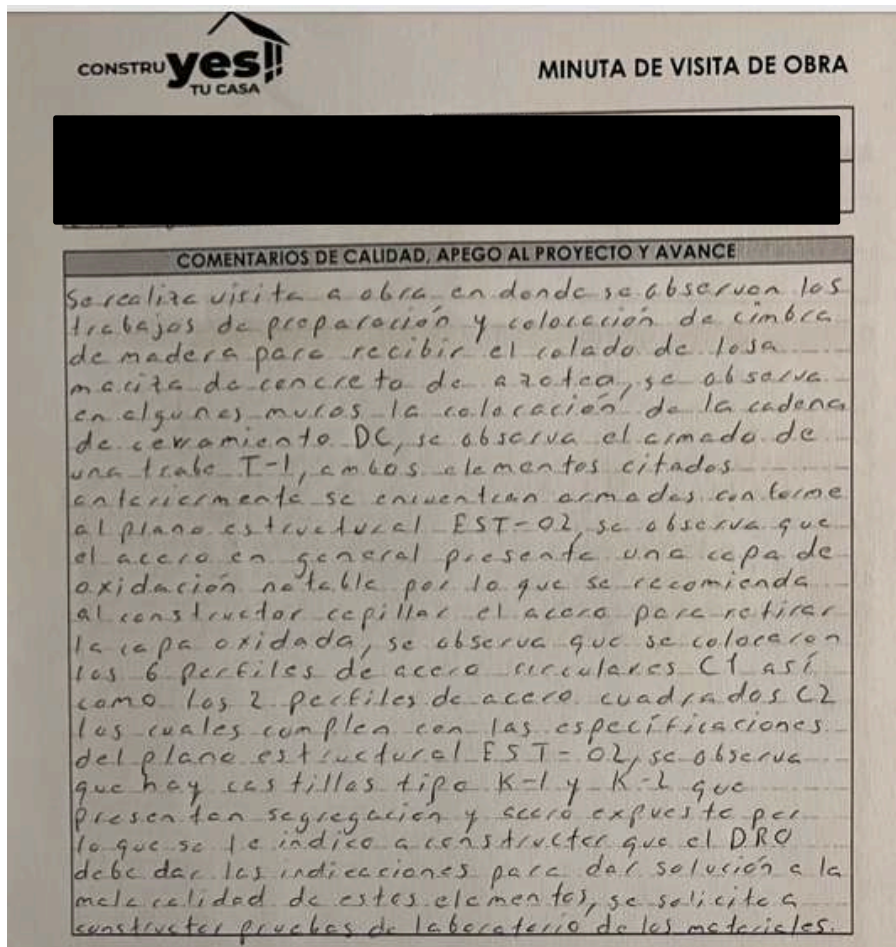 CONSTRU yes!!
TU CASA
MINUTA DE VISITA DE OBRA
COMENTARIOS DE CALIDAD, APEGO AL PROYECTO Y AVANCE
Se realiza visita a obra en donde se observan los
trabajos de preparación y colocación de cimbra
de madera para recibir el colado de losa
maciza de concreto de azotea, se observa
en algunos muros la colocación de la cadena
de cerramiento DC, se observa el armado de
una trabe T-1, ambos elementos citados
anteriormente se encuentran armados conforme
al plano estructural EST-02, se observa que
el acero en general presenta una capa de
oxidación notable por lo que se recomienda
al constructor cepillar el acero para retirar
la capa oxidada, se observa que se colocaron
los 6 perfiles de acero circulares C1 así
como los 2 perfiles de acero cuadrados C2
los cuales cumplen con las especificaciones
del plano estructural EST-02, se observa
que hay castillos tipo K-1 y K-2 que
presentan segregación y acero expuesto por
lo que se le indico a constructor que el DRO
debe dar las indicaciones para dar solución a la
mala calidad de estos elementos, se solicita a
constructor pruebas de laboratorio de los materiales.